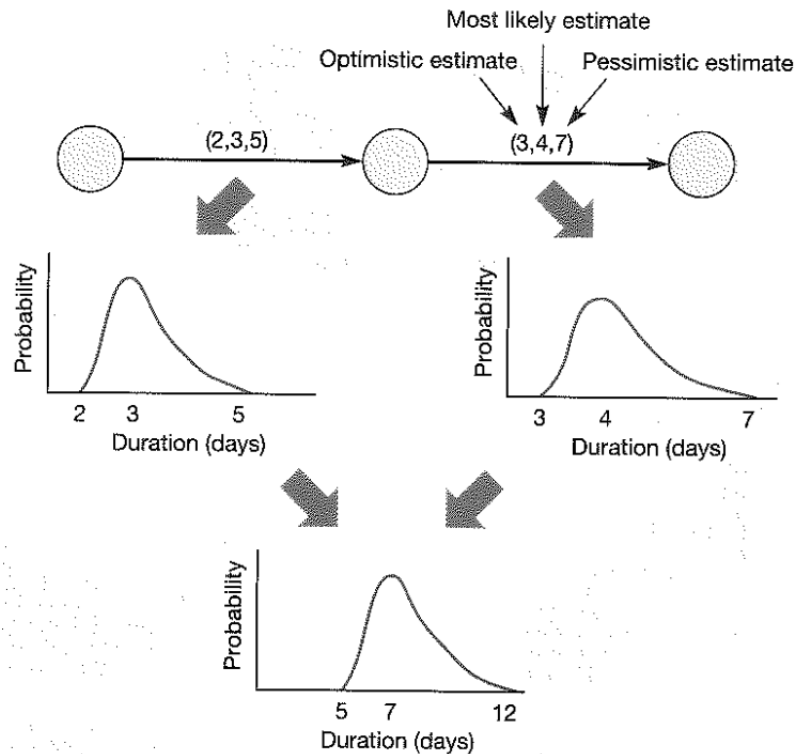 Most likely estimate
Optimistic estimate
Pessimistic estimate
(2,3,5)
(3,4,7)
Probability
2 3 5
Duration (days)
Probability
3 4 7
Duration (days)
Probability
5 7 12
Duration (days)